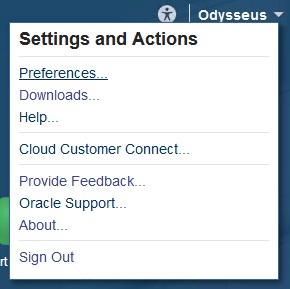 Odysseus
Settings and Actions
Preferences...
Downloads...
Help...
Cloud Customer Connect...
Provide Feedback...
Oracle Support...
About...
rt
Sign Out